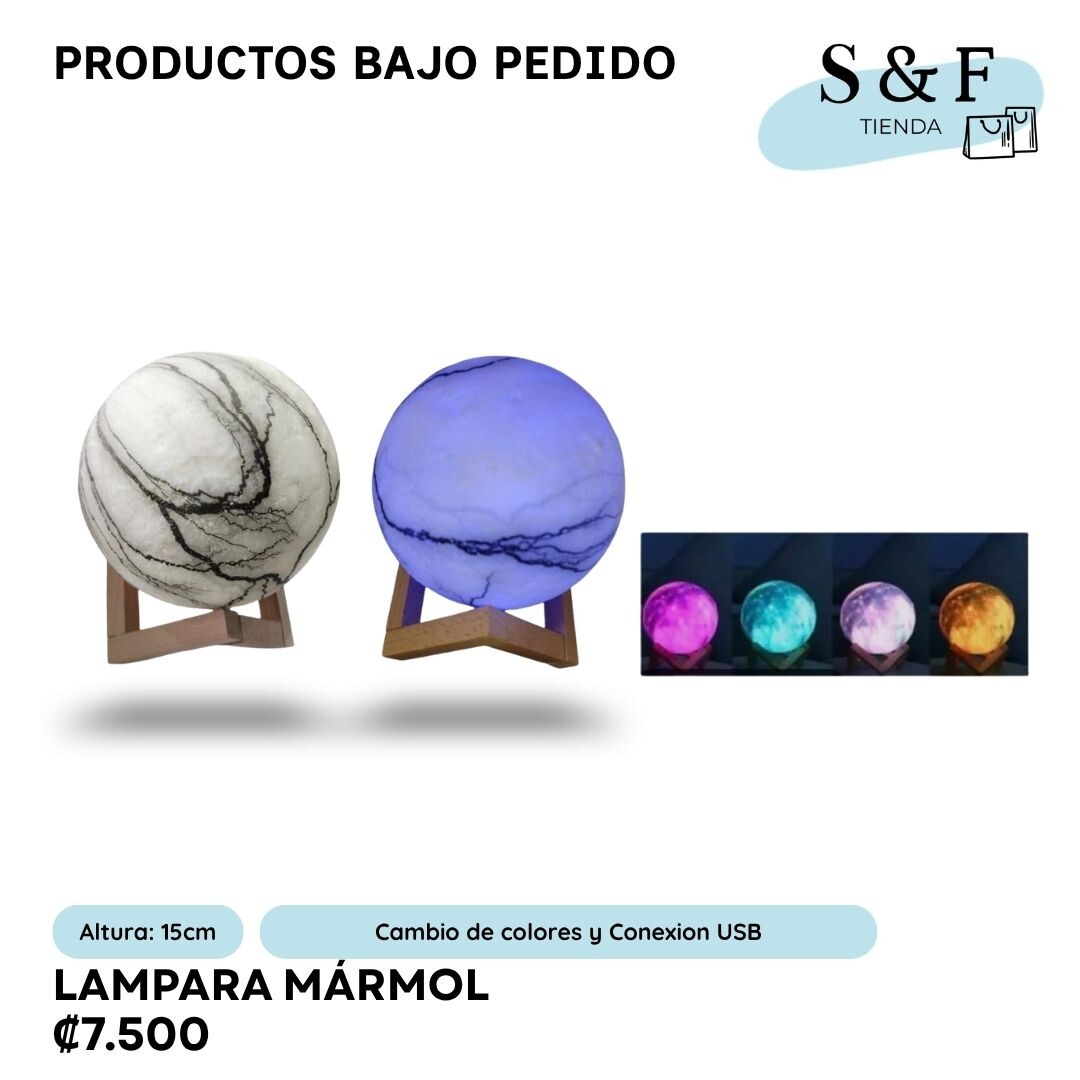 PRODUCTOS BAJO PEDIDO
S & F
TIENDA
Altura: 15cm
Cambio de colores y Conexion USB
LAMPARA MÁRMOL
₡7.500